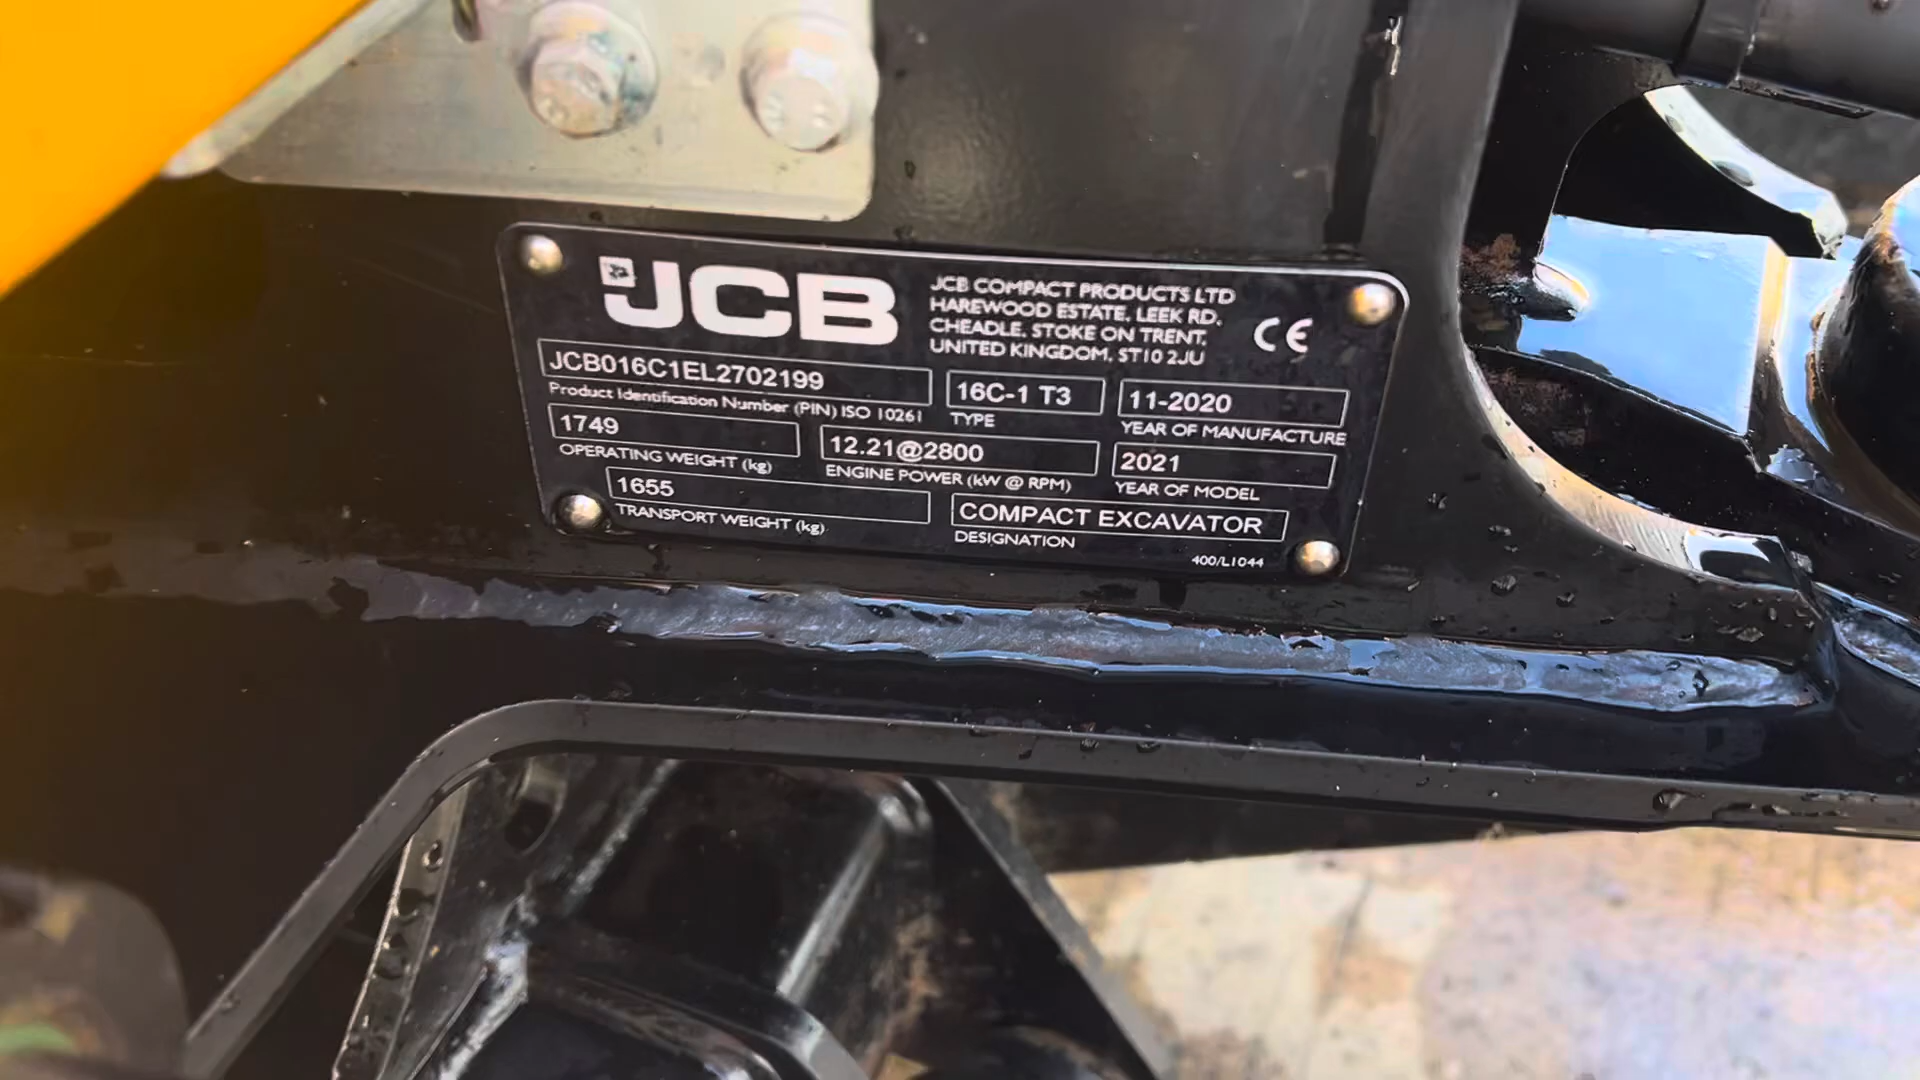 JCB
JCB COMPACT PRODUCTS LTD
HAREWOOD ESTATE, LEEK RD,
CHEADLE, STOKE ON TRENT,
UNITED KINGDOM, ST10 2JU
CE
JCB016C1EL2702199
Product Identification Number (PIN) ISO 10261
16C-1 T3
TYPE
11-2020
YEAR OF MANUFACTURE
1749
OPERATING WEIGHT (kg)
12.21@2800
ENGINE POWER (kW @ RPM)
2021
YEAR OF MODEL
1655
TRANSPORT WEIGHT (kg)
COMPACT EXCAVATOR
DESIGNATION
400/L1044